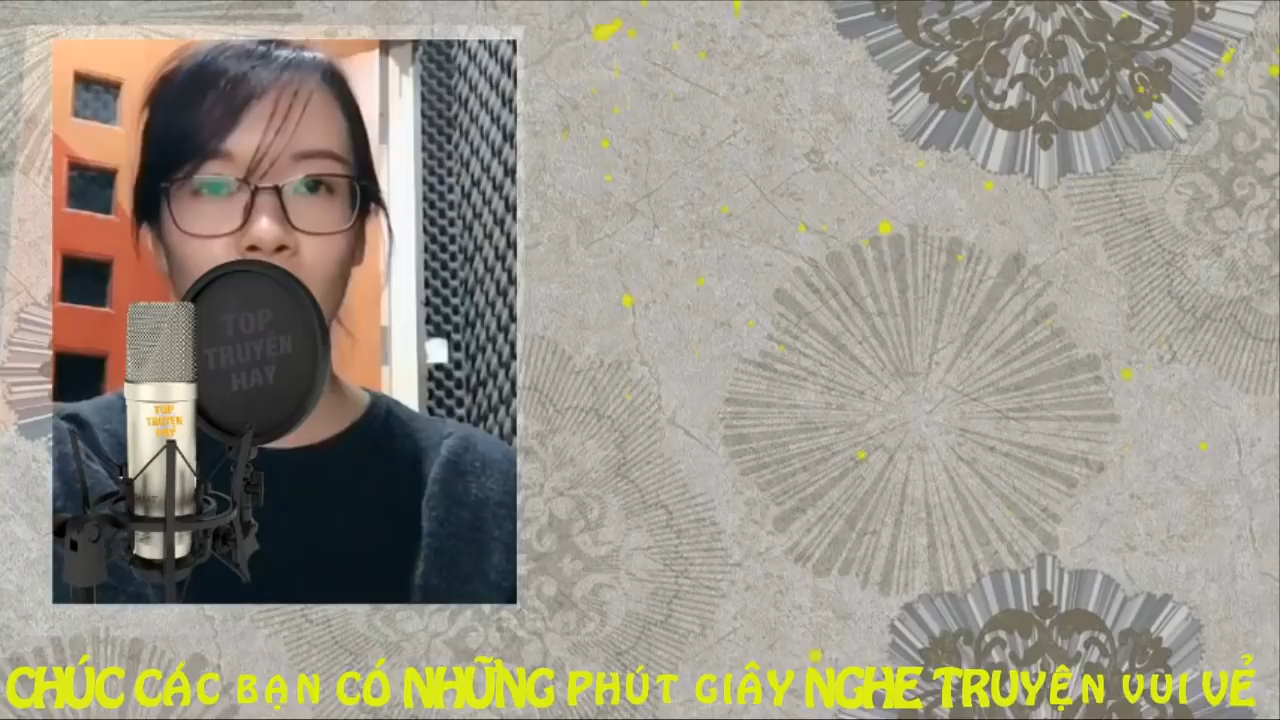 TOP
TRUYỆN
HAY
TOP
TRUYỆN
HAY
CHÚC CÁC BẠN CÓ NHỮNG PHÚT GIÂY NGHE TRUYỆN VUI VẺ